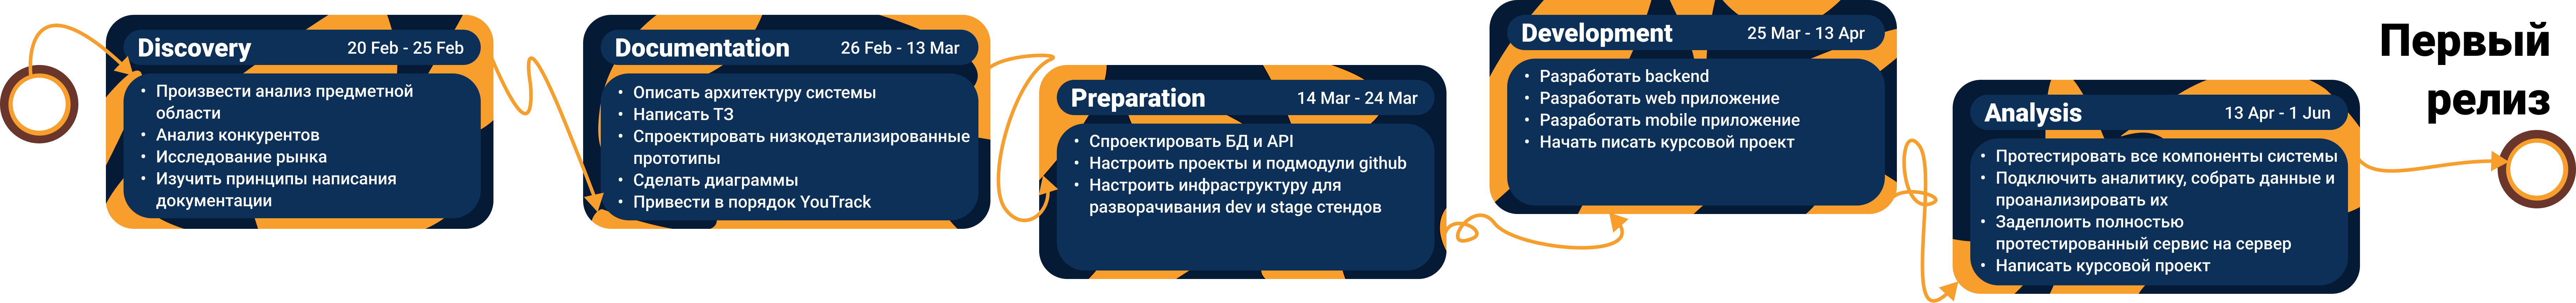 Discovery
20 Feb - 25 Feb
• Произвести анализ предметной
области
• Анализ конкурентов
• Исследование рынка
• Изучить принципы написания
документации
Documentation
26 Feb - 13 Mar
• Описать архитектуру системы
• Написать ТЗ
• Спроектировать низкодетализированные
прототипы
• Сделать диаграммы
• Привести в порядок YouTrack
Preparation
14 Mar - 24 Mar
• Спроектировать БД и API
• Настроить проекты и подмодули github
• Настроить инфраструктуру для
разворачивания dev и stage стендов
Development
25 Mar - 13 Apr
• Разработать backend
• Разработать web приложение
• Разработать mobile приложение
• Начать писать курсовой проект
Analysis
13 Apr - 1 Jun
• Протестировать все компоненты системы
• Подключить аналитику, собрать данные и
проанализировать их
• Задеплоить полностью
протестированный сервис на сервер
• Написать курсовой проект
Первый
релиз